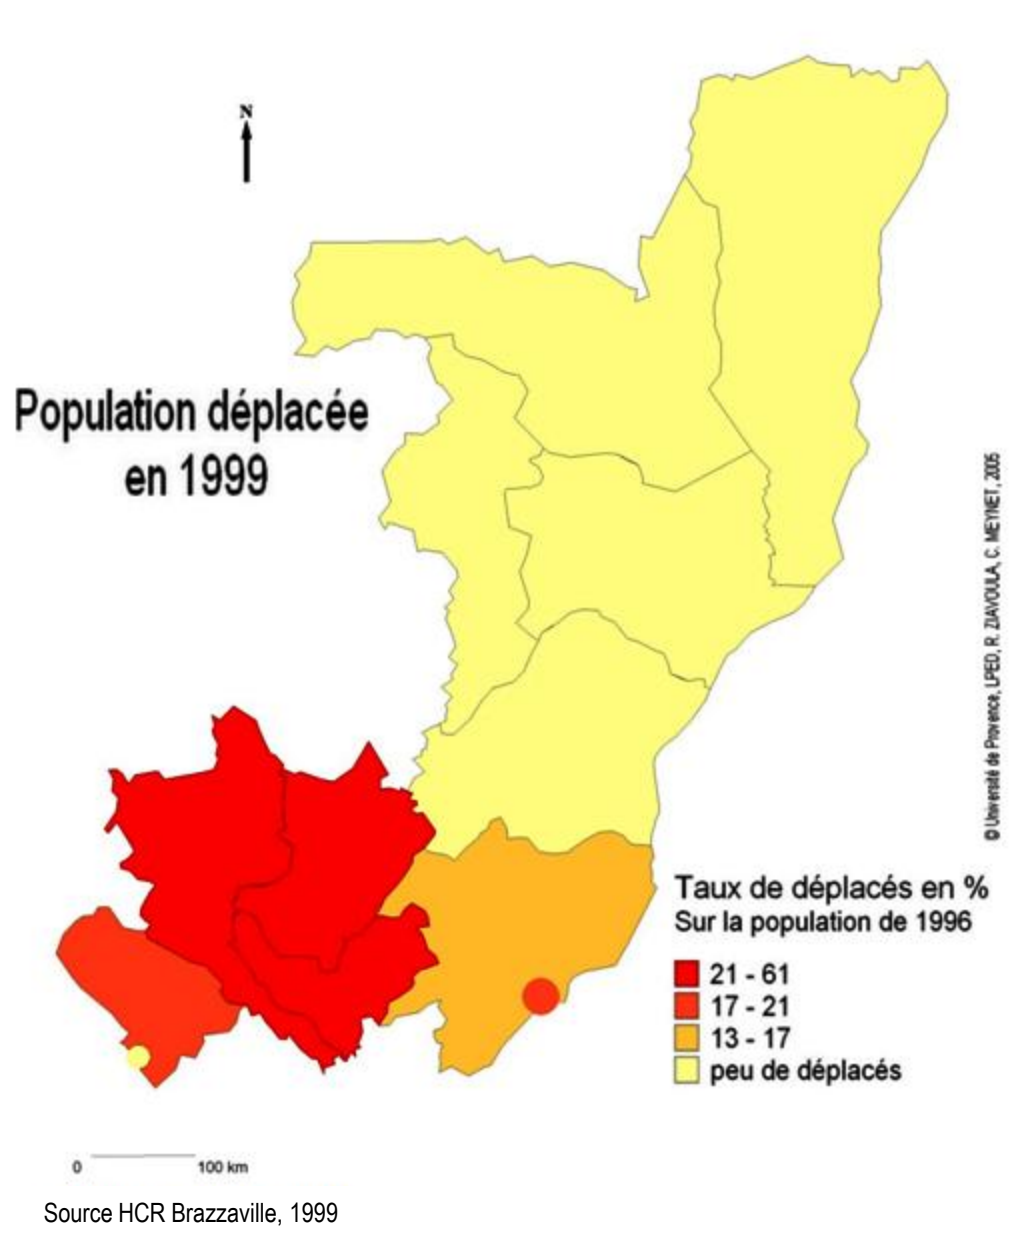 N
Population déplacée
en 1999
© Université de Provence, LPED, R. ZIAVOULA, C. MEYNET, 2005
Taux de déplacés en %
Sur la population de 1996
21 - 61
17 - 21
13 - 17
peu de déplacés
0 100 km
Source HCR Brazzaville, 1999